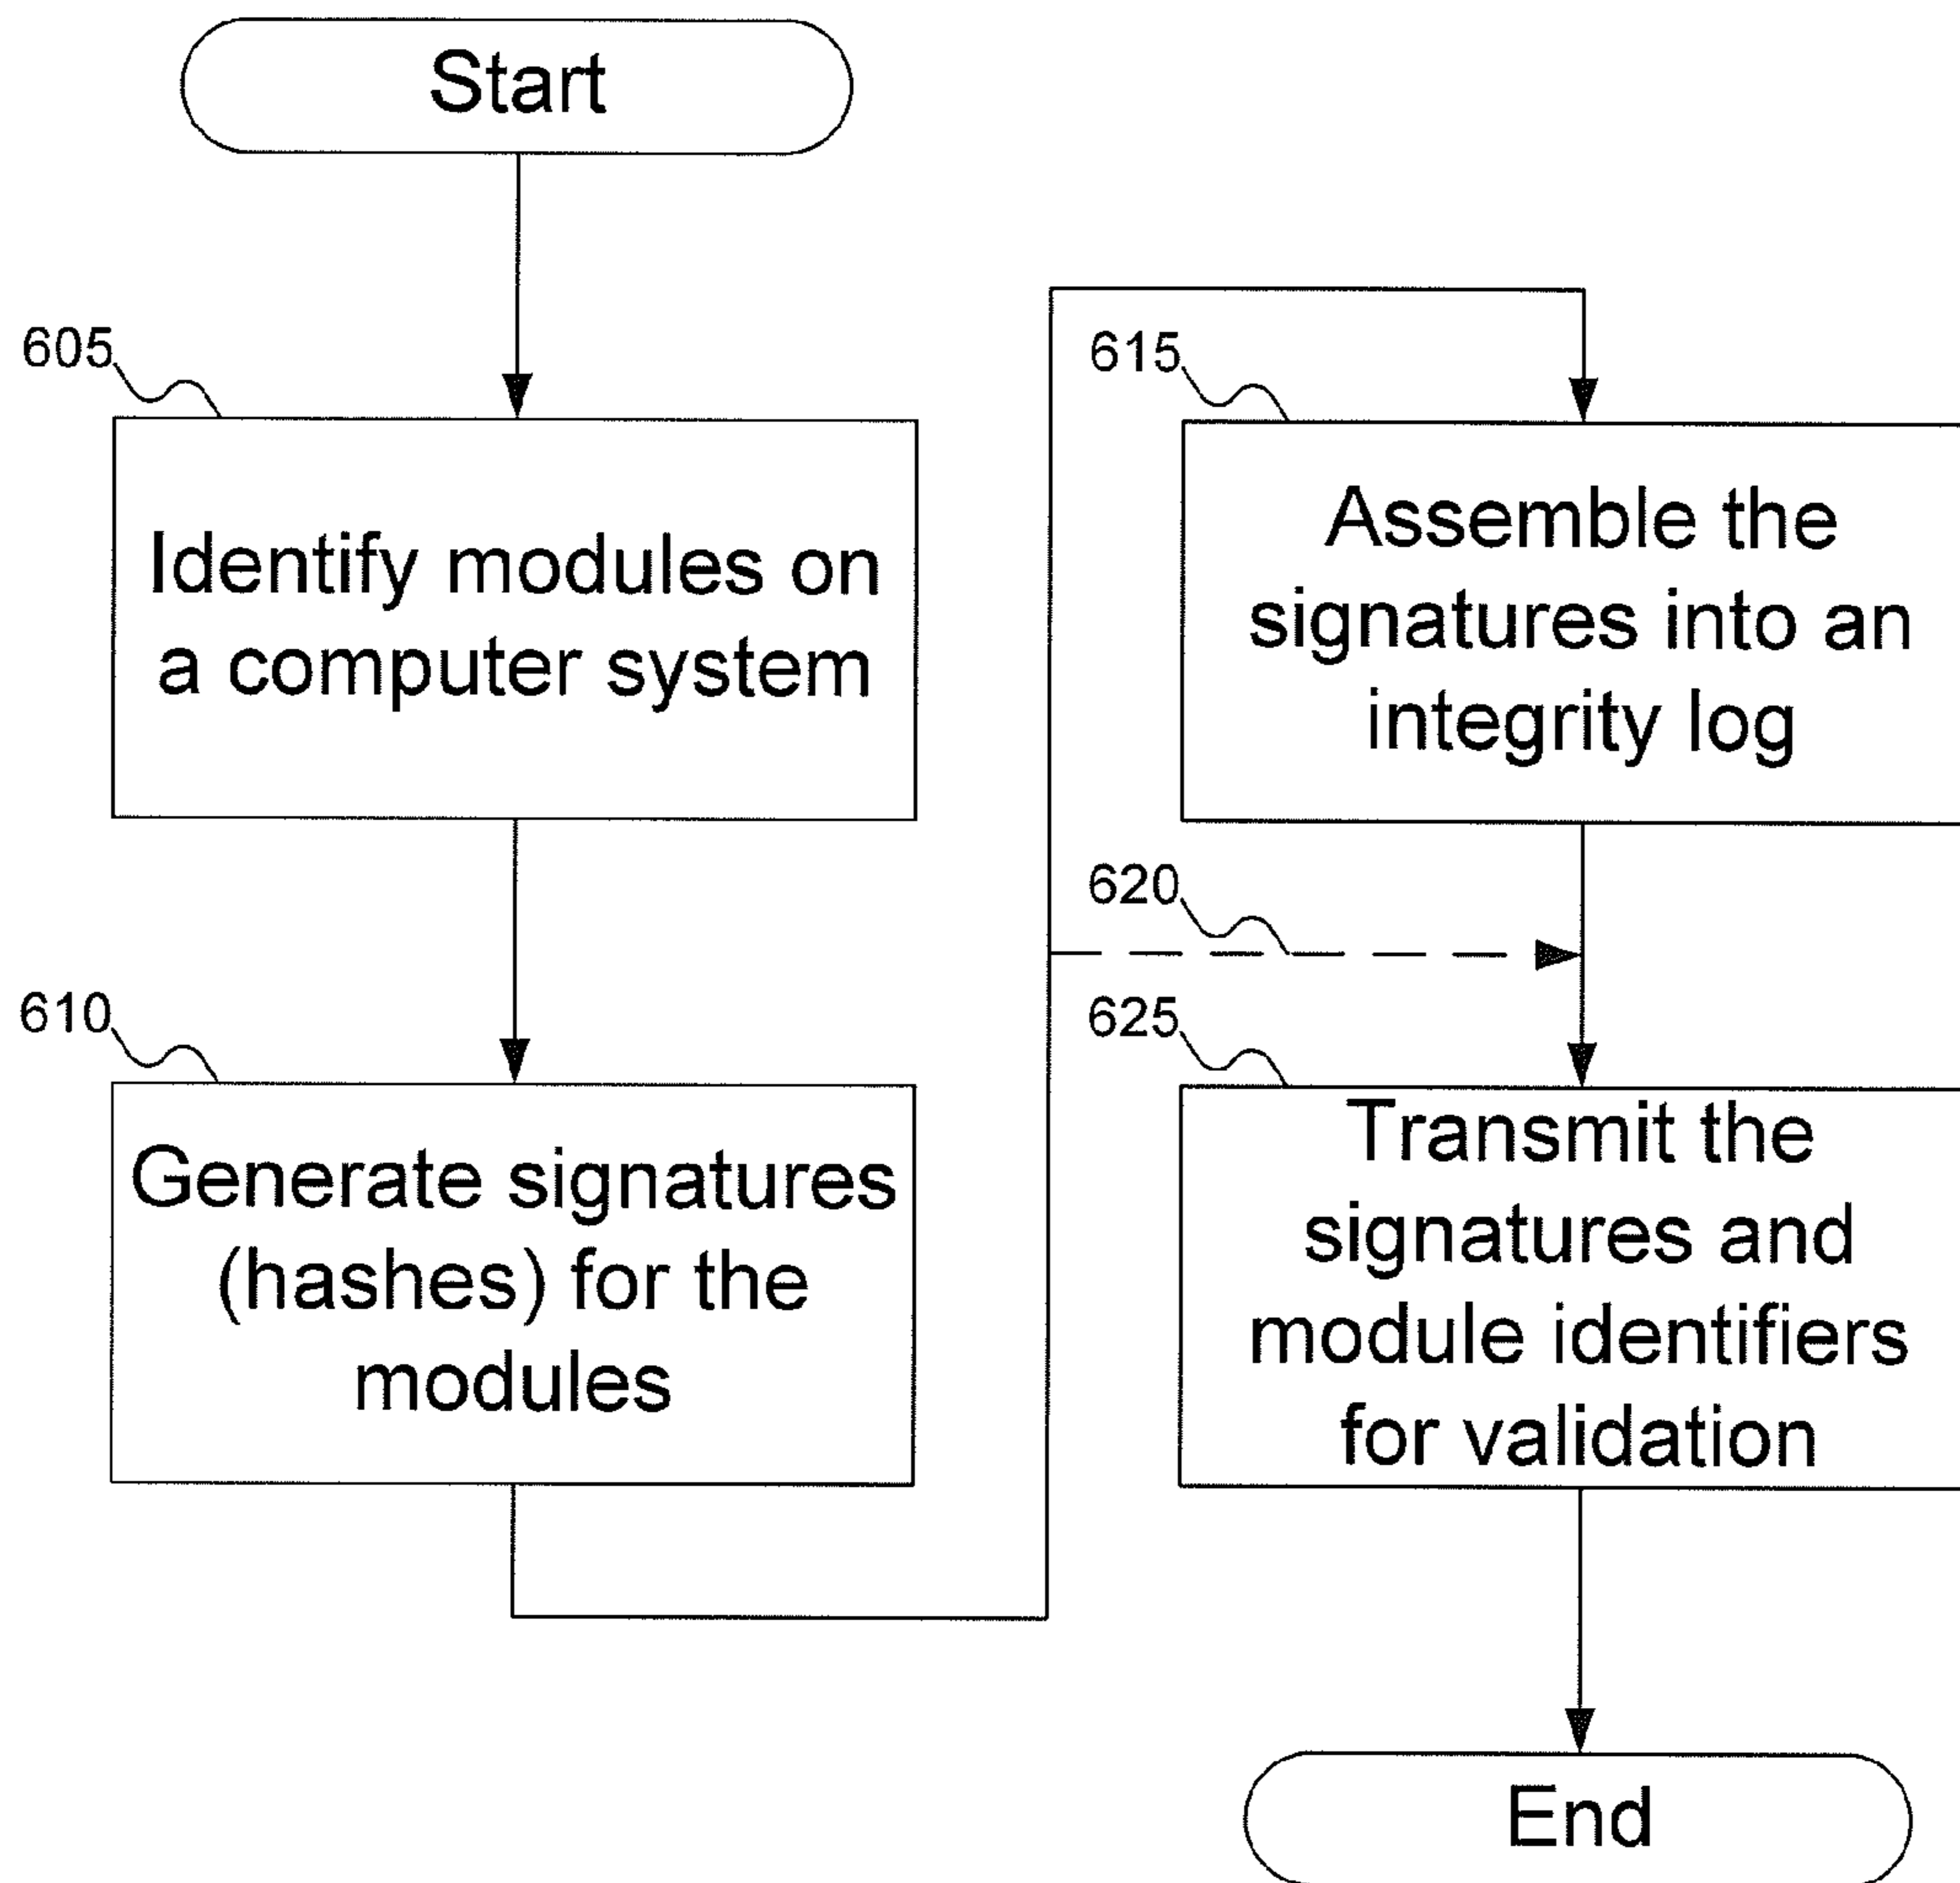 Start
605
Identify modules on
a computer system
610
Generate signatures
(hashes) for the
modules
615
Assemble the
signatures into an
integrity log
620
625
Transmit the
signatures and
module identifiers
for validation
End